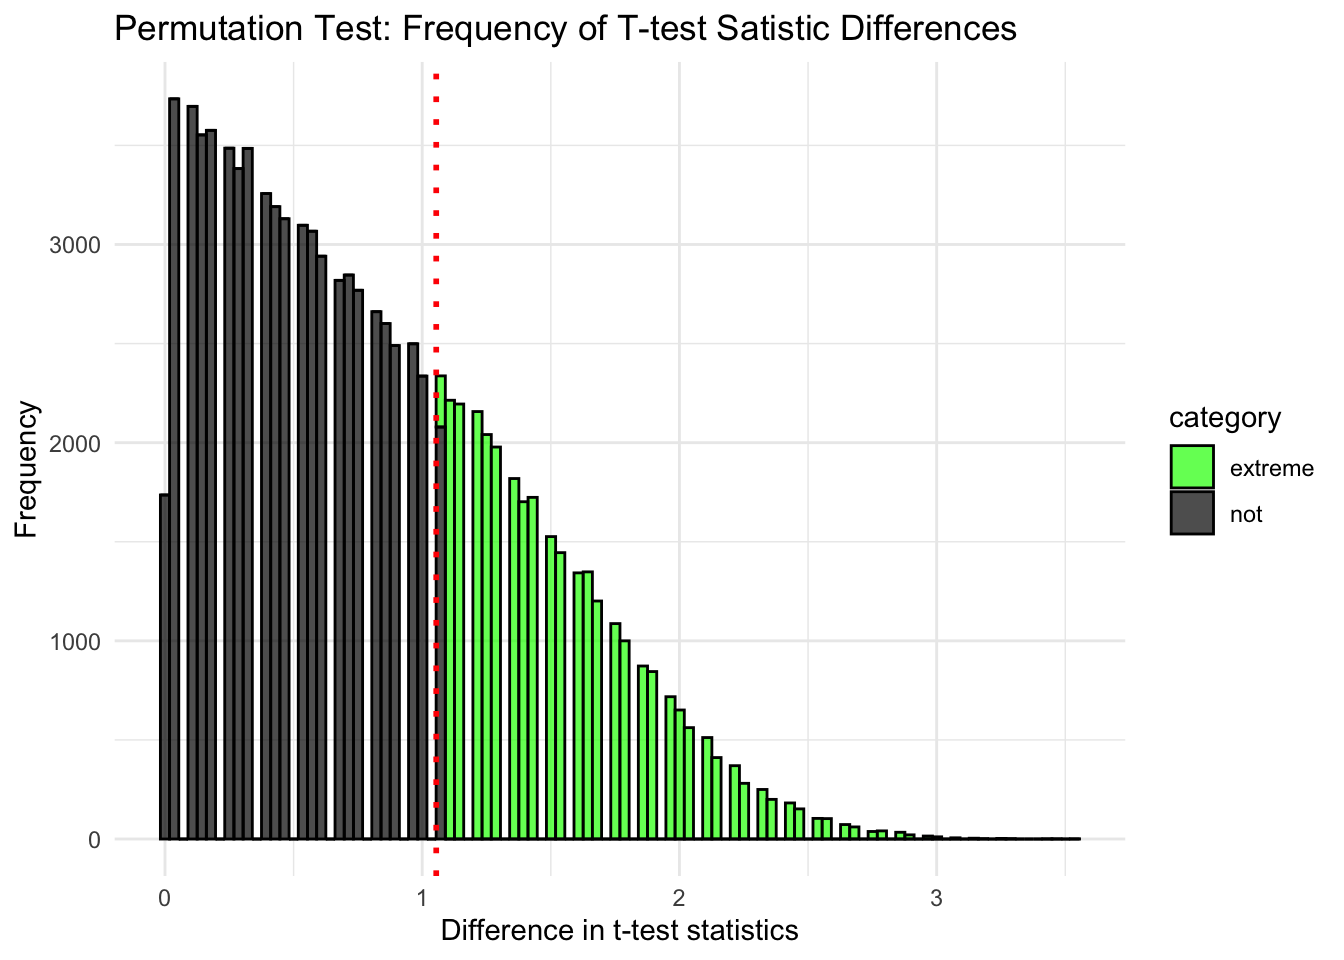 Permutation Test: Frequency of T-test Satistic Differences
Frequency
3000
2000
1000
0
0 1 2 3
Difference in t-test statistics
category
extreme
not